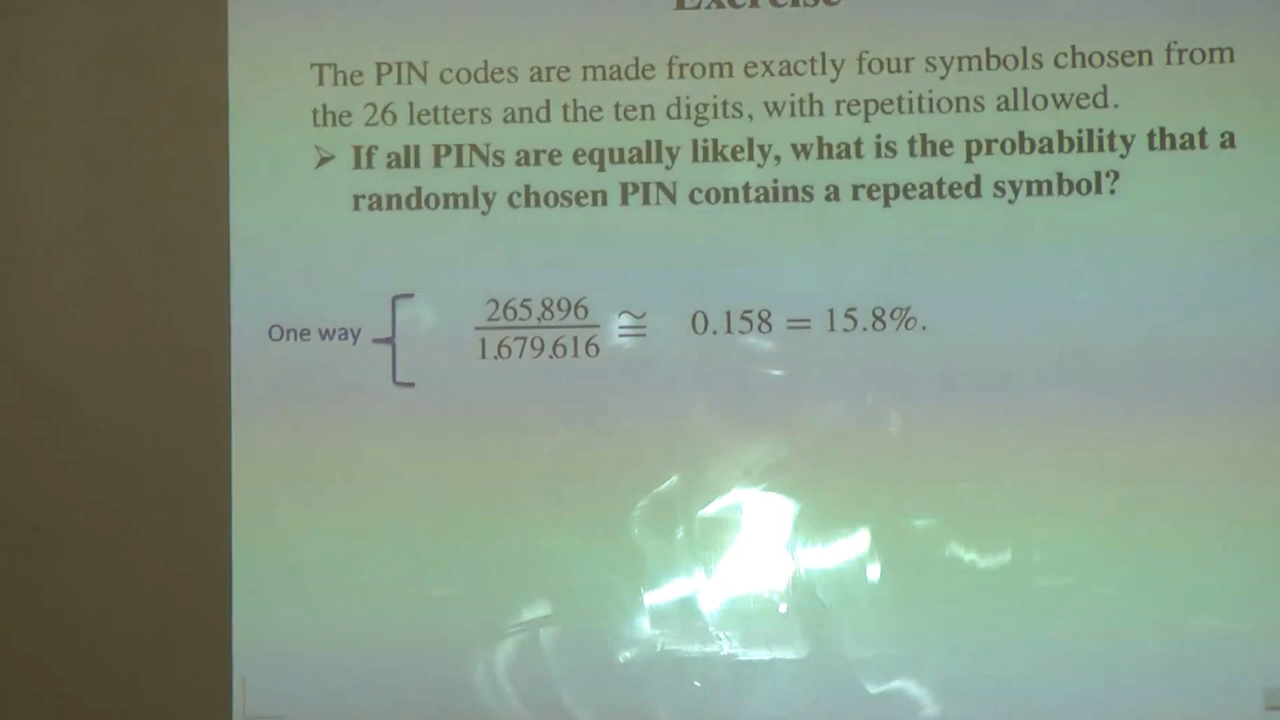 Exercise
The PIN codes are made from exactly four symbols chosen from
the 26 letters and the ten digits, with repetitions allowed.
➤ If all PINs are equally likely, what is the probability that a
randomly chosen PIN contains a repeated symbol?
One way
265,896
1,679,616
≅ 0.158 = 15.8%.